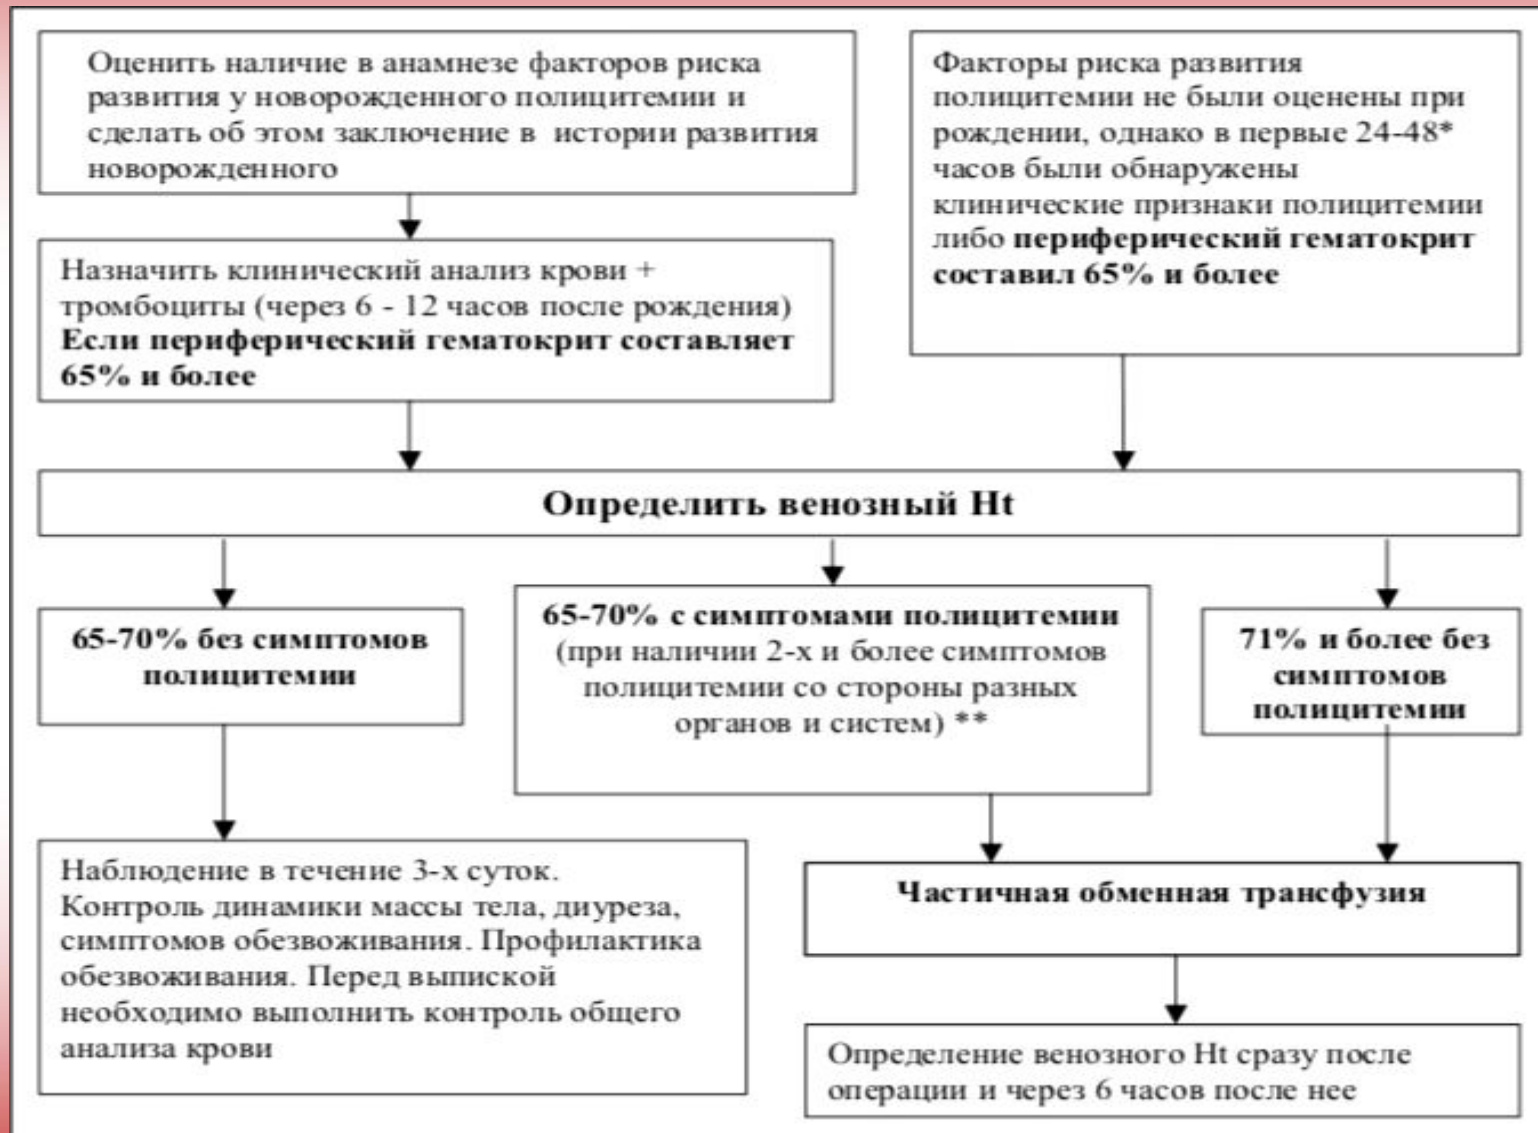 Оценить наличие в анамнезе факторов риска
развития у новорожденного полицитемии и
сделать об этом заключение в истории развития
новорожденного
Факторы риска развития
полицитемии не были оценены при
рождении, однако в первые 24-48*
часов были обнаружены
клинические признаки полицитемии
либо периферический гематокрит
составил 65% и более
Назначить клинический анализ крови +
тромбоциты (через 6 - 12 часов после рождения)
Если периферический гематокрит составляет
65% и более
Определить венозный Ht
65-70% без симптомов
полицитемии
65-70% с симптомами полицитемии
(при наличии 2-х и более симптомов
полицитемии со стороны разных
органов и систем) **
71% и более без
симптомов
полицитемии
Наблюдение в течение 3-х суток.
Контроль динамики массы тела, диуреза,
симптомов обезвоживания. Профилактика
обезвоживания. Перед выпиской
необходимо выполнить контроль общего
анализа крови
Частичная обменная трансфузия
Определение венозного Ht сразу после
операции и через 6 часов после нее